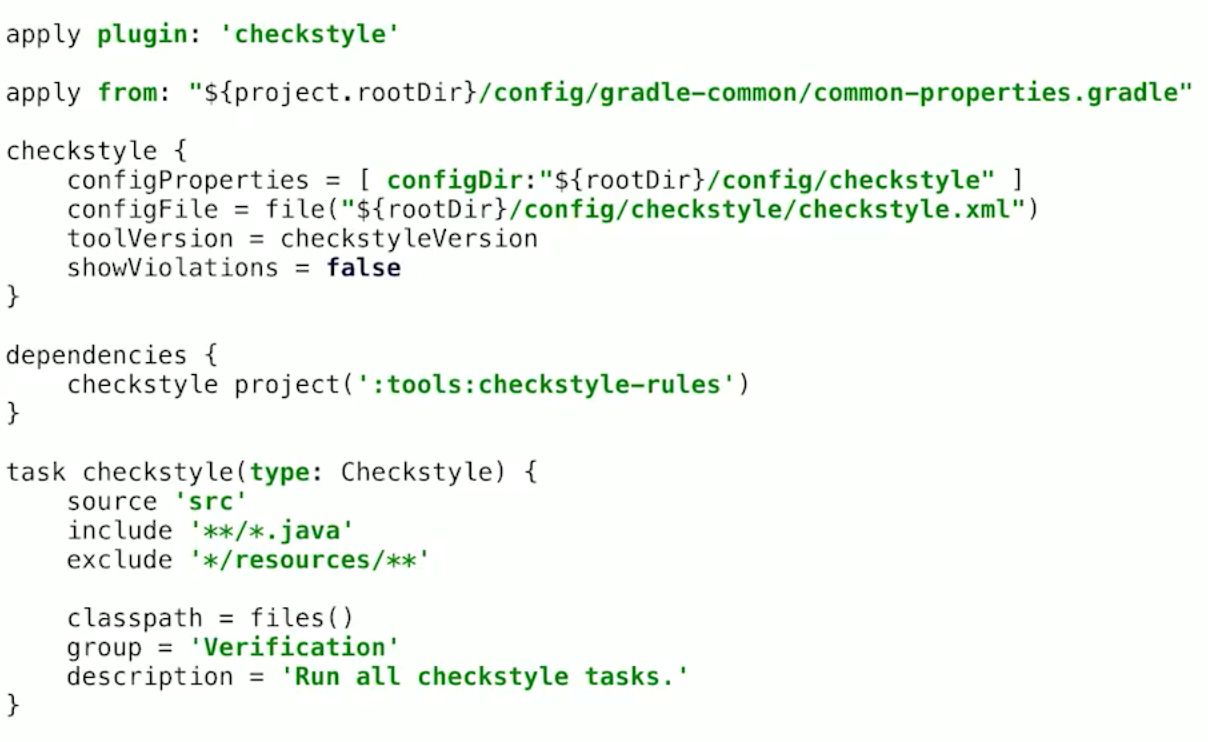 apply plugin: 'checkstyle'
apply from: "${project.rootDir}/config/gradle-common/common-properties.gradle"
checkstyle {
    configProperties = [ configDir:"${rootDir}/config/checkstyle" ]
    configFile = file("${rootDir}/config/checkstyle/checkstyle.xml")
    toolVersion = checkstyleVersion
    showViolations = false
}
dependencies {
    checkstyle project(':tools:checkstyle-rules')
}
task checkstyle(type: Checkstyle) {
    source 'src'
    include '**/*.java'
    exclude '*/resources/**'
    classpath = files()
    group = 'Verification'
    description = 'Run all checkstyle tasks.'
}